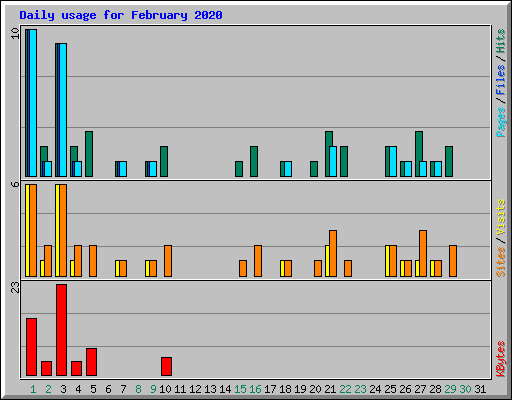 Daily usage for February 2020
10
Pages/Files/Hits
6
Sites/Visits
23
KBytes
1 2 3 4 5 6 7 8 9 10 11 12 13 14 15 16 17 18 19 20 21 22 23 24 25 26 27 28 29 30 31